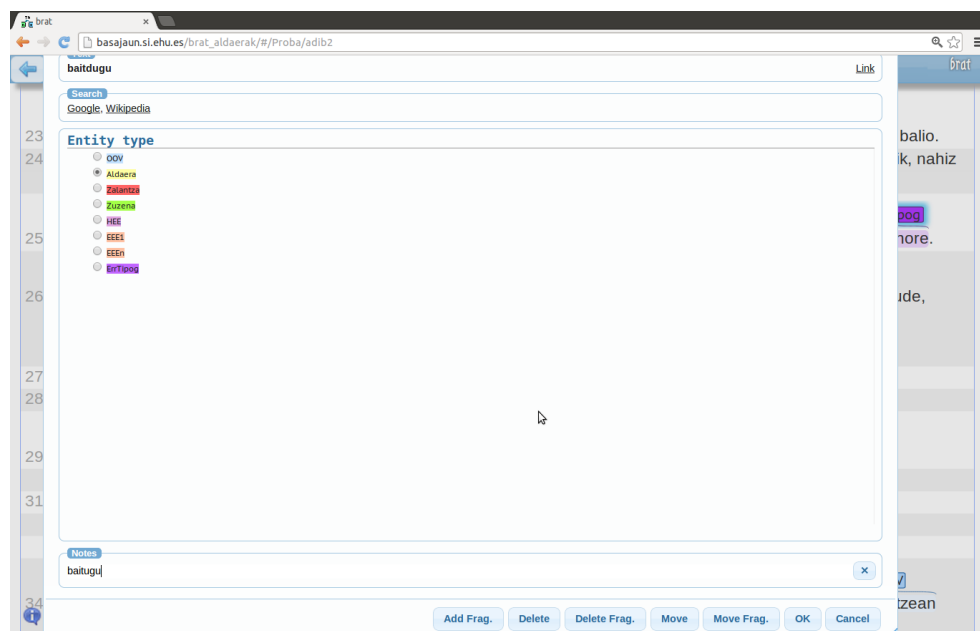 brat
basajaun.si.ehu.es/brat_aldaerak/#/Proba/adib2
brat
baitdugu Link
Search
Google, Wikipedia
23 balio.
Entity type
24 ik, nahiz
OOV
Aldaera
Zalantza
Zuzena
pog
HEE
25 nore.
EEE1
EEEn
ErrTipog
26 ude,
27
28
29
31
Notes
baitugu ×
34 tzean
Add Frag. Delete Delete Frag. Move Move Frag. OK Cancel